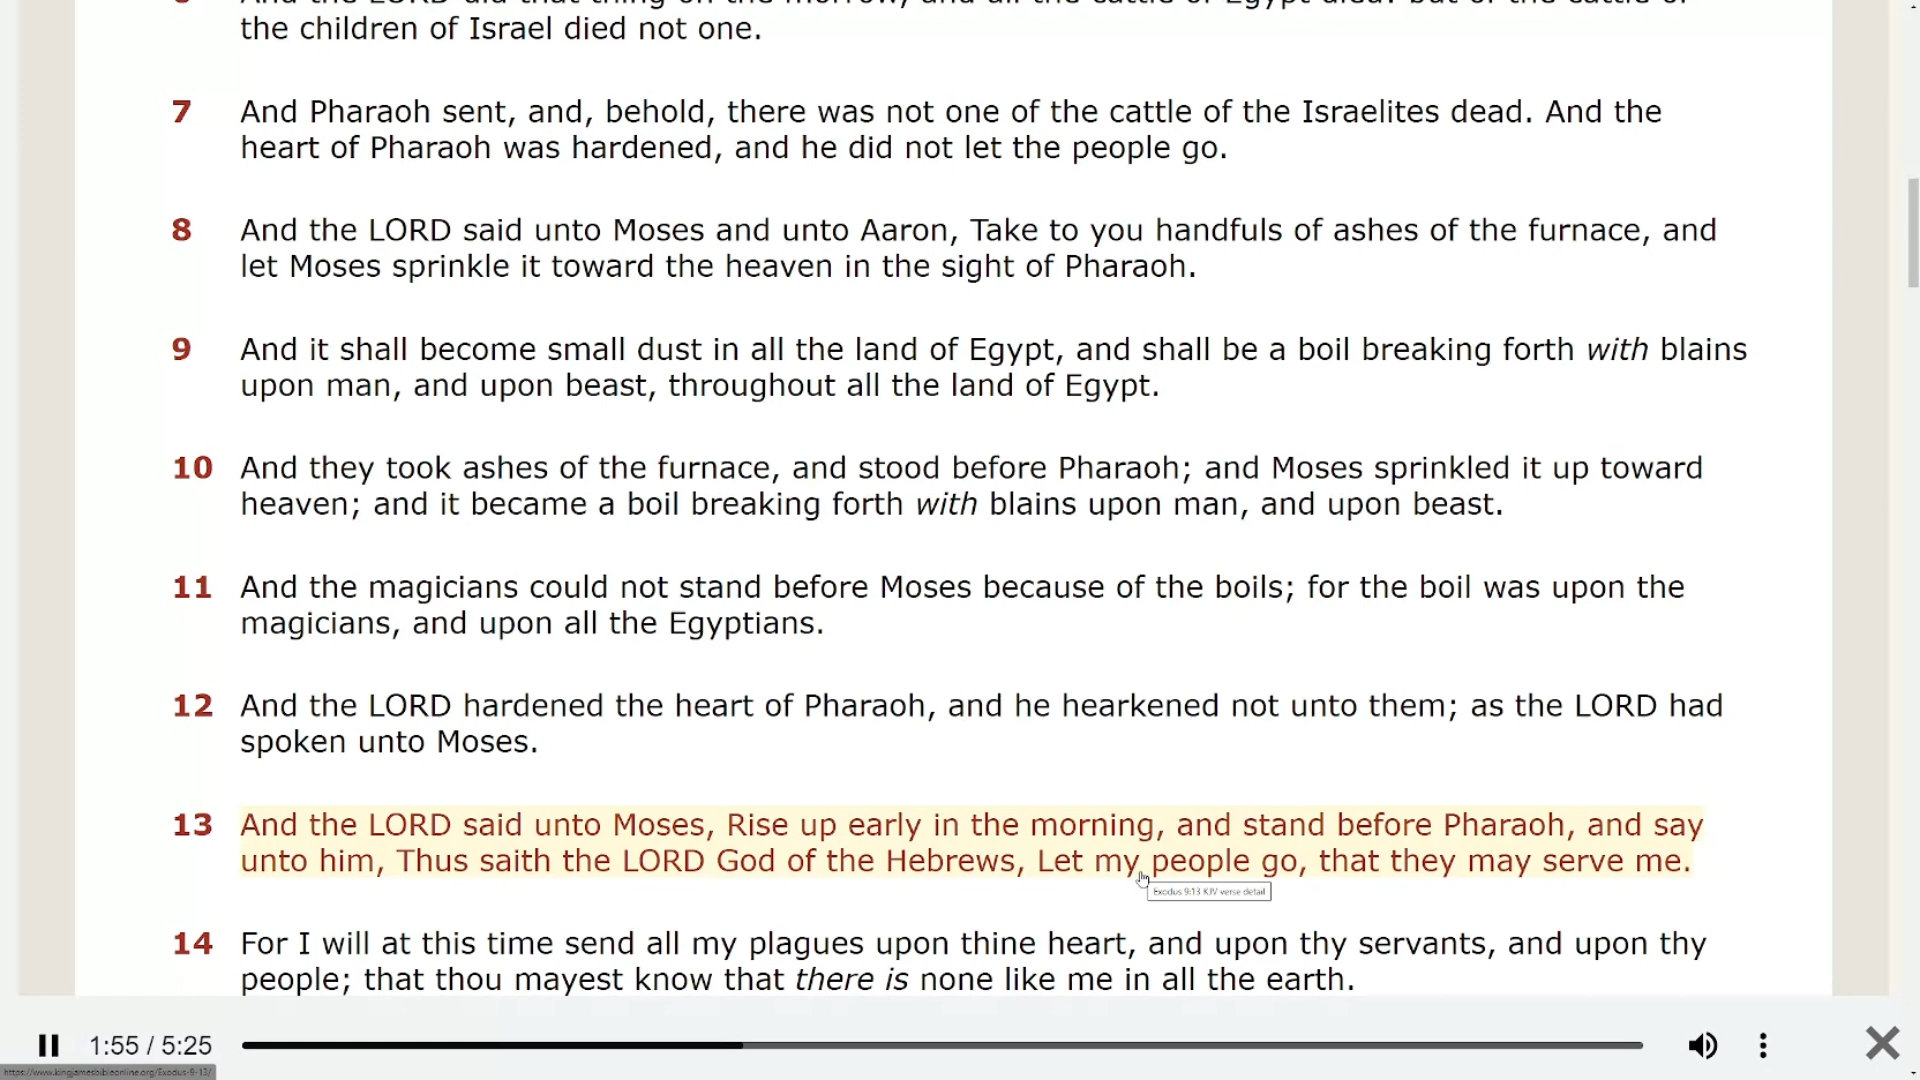 the children of Israel died not one.
7 And Pharaoh sent, and, behold, there was not one of the cattle of the Israelites dead. And the
heart of Pharaoh was hardened, and he did not let the people go.
8 And the LORD said unto Moses and unto Aaron, Take to you handfuls of ashes of the furnace, and
let Moses sprinkle it toward the heaven in the sight of Pharaoh.
9 And it shall become small dust in all the land of Egypt, and shall be a boil breaking forth with blains
upon man, and upon beast, throughout all the land of Egypt.
10 And they took ashes of the furnace, and stood before Pharaoh; and Moses sprinkled it up toward
heaven; and it became a boil breaking forth with blains upon man, and upon beast.
11 And the magicians could not stand before Moses because of the boils; for the boil was upon the
magicians, and upon all the Egyptians.
12 And the LORD hardened the heart of Pharaoh, and he hearkened not unto them; as the LORD had
spoken unto Moses.
13 And the LORD said unto Moses, Rise up early in the morning, and stand before Pharaoh, and say
unto him, Thus saith the LORD God of the Hebrews, Let my people go, that they may serve me.
Exodus 9:13 KJV verse detail
14 For I will at this time send all my plagues upon thine heart, and upon thy servants, and upon thy
people; that thou mayest know that there is none like me in all the earth.
1:55 / 5:25
https://www.kingjamesbibleonline.org/Exodus-9-13/